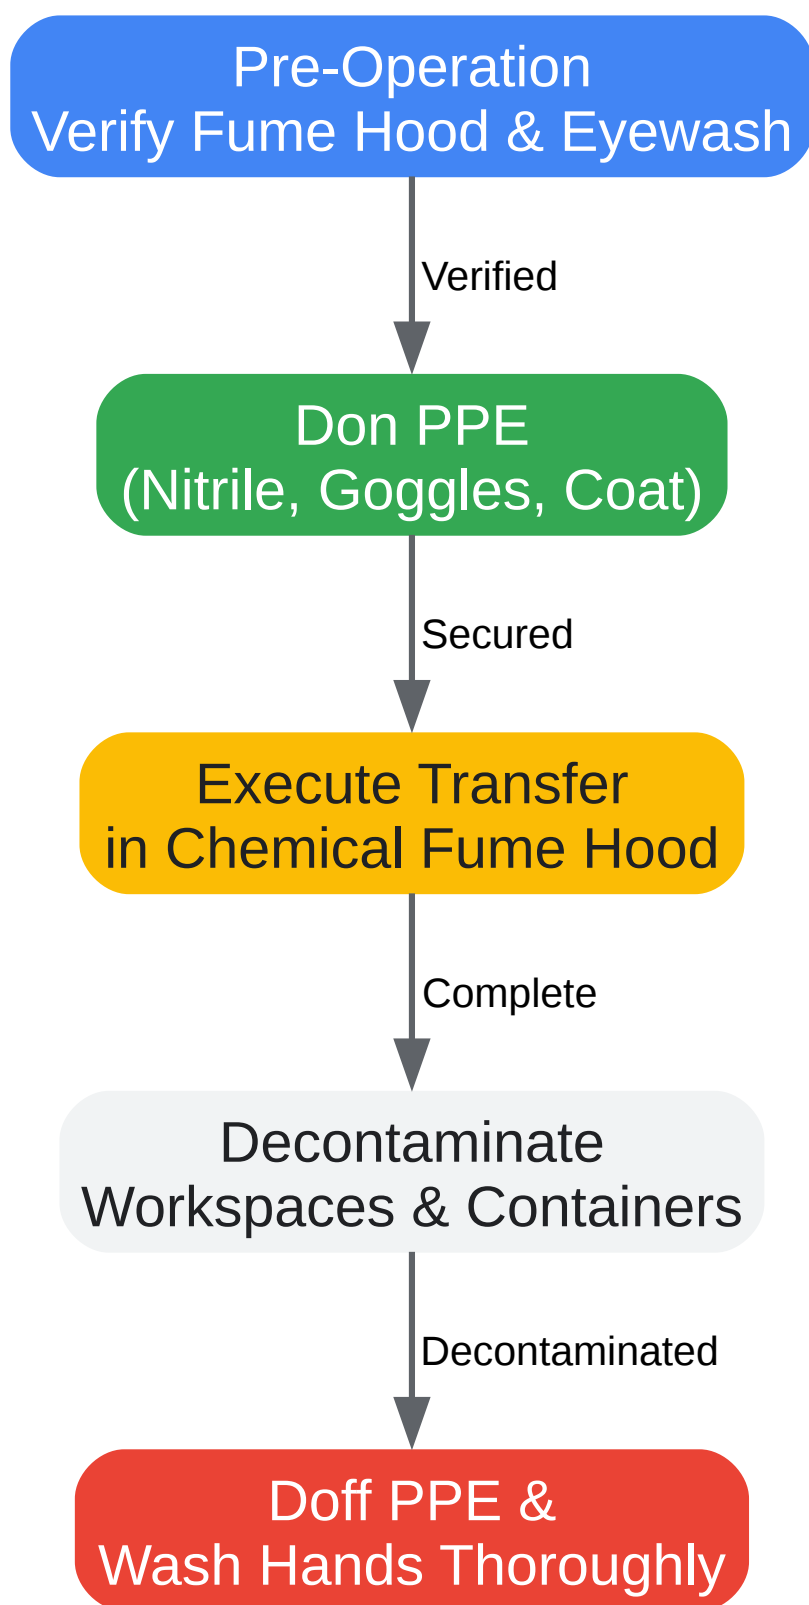 Pre-Operation
Verify Fume Hood & Eyewash
Verified
Don PPE
(Nitrile, Goggles, Coat)
Secured
Execute Transfer
in Chemical Fume Hood
Complete
Decontaminate
Workspaces & Containers
Decontaminated
Doff PPE &
Wash Hands Thoroughly